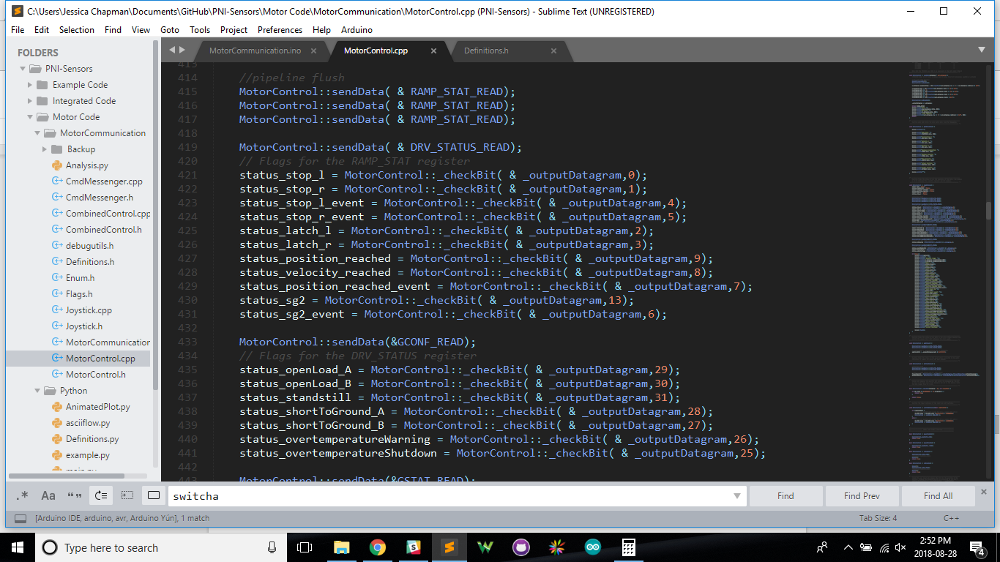 C:\Users\Jessica Chapman\Documents\GitHub\PNI-Sensors\Motor Code\MotorCommunication\MotorControl.cpp (PNI-Sensors) - Sublime Text (UNREGISTERED)
File Edit Selection Find View Goto Tools Project Preferences Help Arduino
FOLDERS
PNI-Sensors
Example Code
Integrated Code
Motor Code
MotorCommunication
Backup
Analysis.py
CmdMessenger.cpp
CmdMessenger.h
CombinedControl.cpp
CombinedControl.h
debugutils.h
Definitions.h
Enum.h
Flags.h
Joystick.cpp
Joystick.h
MotorCommunication
MotorControl.cpp
MotorControl.h
Python
AnimatedPlot.py
asciiflow.py
Definitions.py
example.py
main.py
MotorCommunication.ino MotorControl.cpp Definitions.h
413
414 //pipeline flush
415 MotorControl::sendData( & RAMP_STAT_READ);
416 MotorControl::sendData( & RAMP_STAT_READ);
417 MotorControl::sendData( & RAMP_STAT_READ);
418
419 MotorControl::sendData( & DRV_STATUS_READ);
420 // Flags for the RAMP_STAT register
421 status_stop_l = MotorControl::_checkBit( & _outputDatagram,0);
422 status_stop_r = MotorControl::_checkBit( & _outputDatagram,1);
423 status_stop_l_event = MotorControl::_checkBit( & _outputDatagram,4);
424 status_stop_r_event = MotorControl::_checkBit( & _outputDatagram,5);
425 status_latch_l = MotorControl::_checkBit( & _outputDatagram,2);
426 status_latch_r = MotorControl::_checkBit( & _outputDatagram,3);
427 status_position_reached = MotorControl::_checkBit( & _outputDatagram,9);
428 status_velocity_reached = MotorControl::_checkBit( & _outputDatagram,8);
429 status_position_reached_event = MotorControl::_checkBit( & _outputDatagram,7);
430 status_sg2 = MotorControl::_checkBit( & _outputDatagram,13);
431 status_sg2_event = MotorControl::_checkBit( & _outputDatagram,6);
432
433 MotorControl::sendData(&GCONF_READ);
434 // Flags for the DRV_STATUS register
435 status_openLoad_A = MotorControl::_checkBit( & _outputDatagram,29);
436 status_openLoad_B = MotorControl::_checkBit( & _outputDatagram,30);
437 status_standstill = MotorControl::_checkBit( & _outputDatagram,31);
438 status_shortToGround_A = MotorControl::_checkBit( & _outputDatagram,28);
439 status_shortToGround_B = MotorControl::_checkBit( & _outputDatagram,27);
440 status_overtemperatureWarning = MotorControl::_checkBit( & _outputDatagram,26);
441 status_overtemperatureShutdown = MotorControl::_checkBit( & _outputDatagram,25);
442
443 MotorControl::sendData(&GSTAT_READ);
.* Aa “” switcha Find Find Prev Find All
[Arduino IDE, arduino, avr, Arduino Yún], 1 match Tab Size: 4 C++
Type here to search
2:52 PM
2018-08-28
4